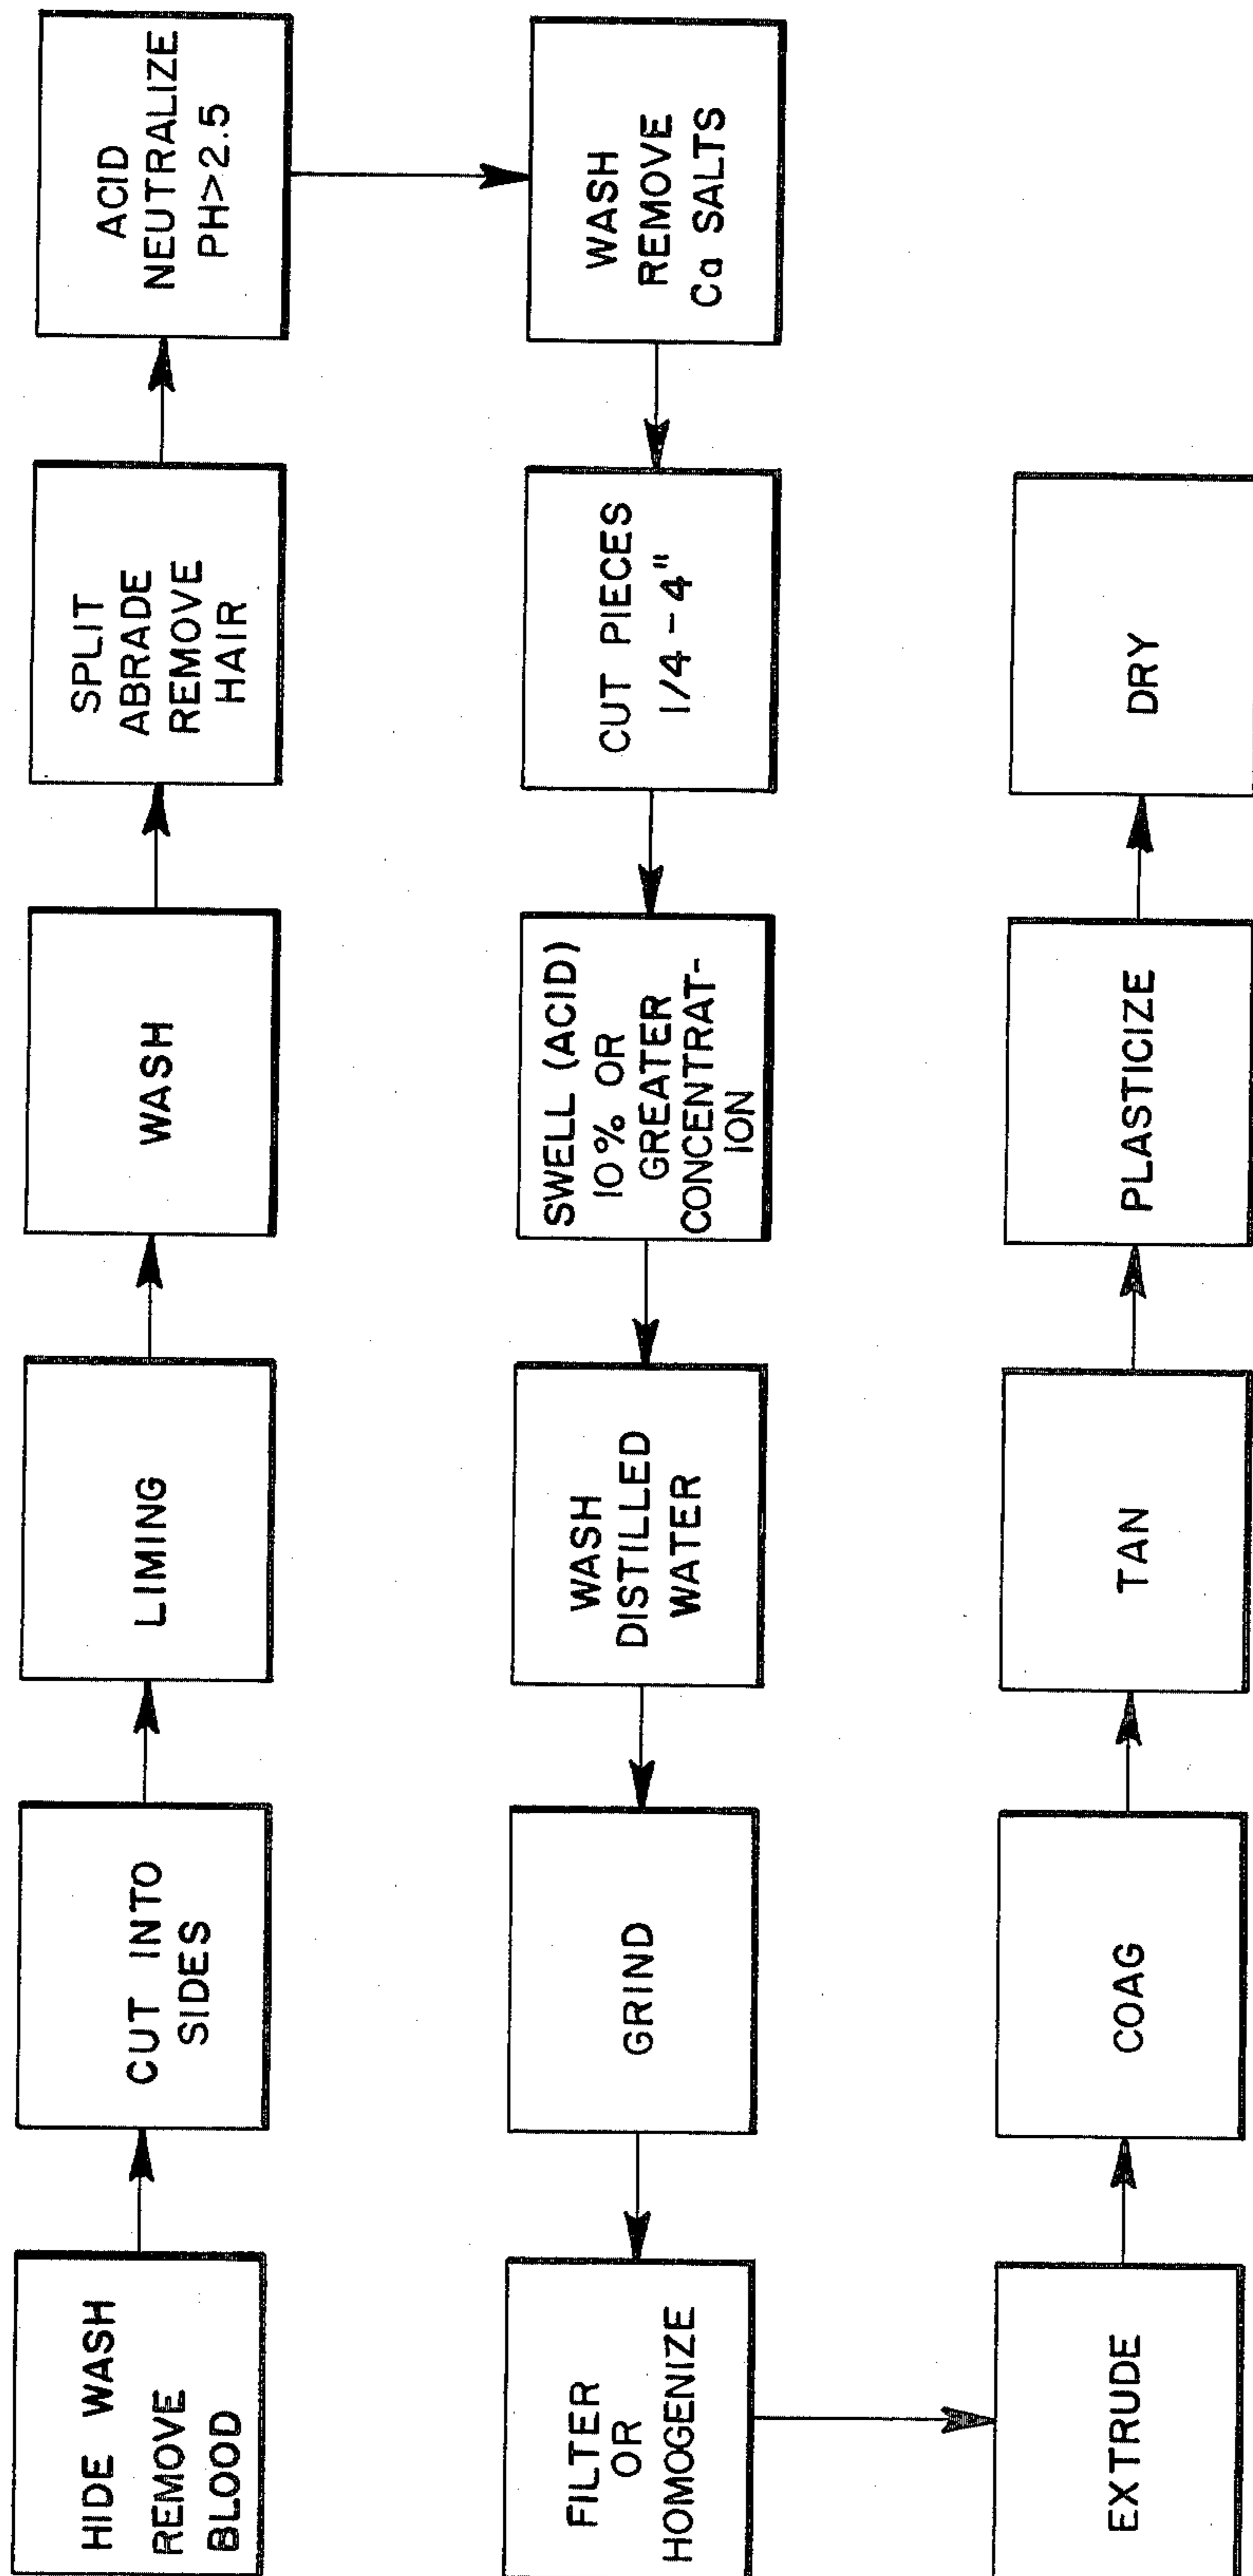 HIDE WASH
REMOVE
BLOOD
CUT INTO
SIDES
LIMING
WASH
SPLIT
ABRADE
REMOVE
HAIR
ACID
NEUTRALIZE
PH>2.5
WASH
REMOVE
Ca SALTS
CUT PIECES
1/4 - 4"
SWELL (ACID)
10% OR
GREATER
CONCENTRAT-
ION
WASH
DISTILLED
WATER
GRIND
FILTER
OR
HOMOGENIZE
EXTRUDE
COAG
TAN
PLASTICIZE
DRY